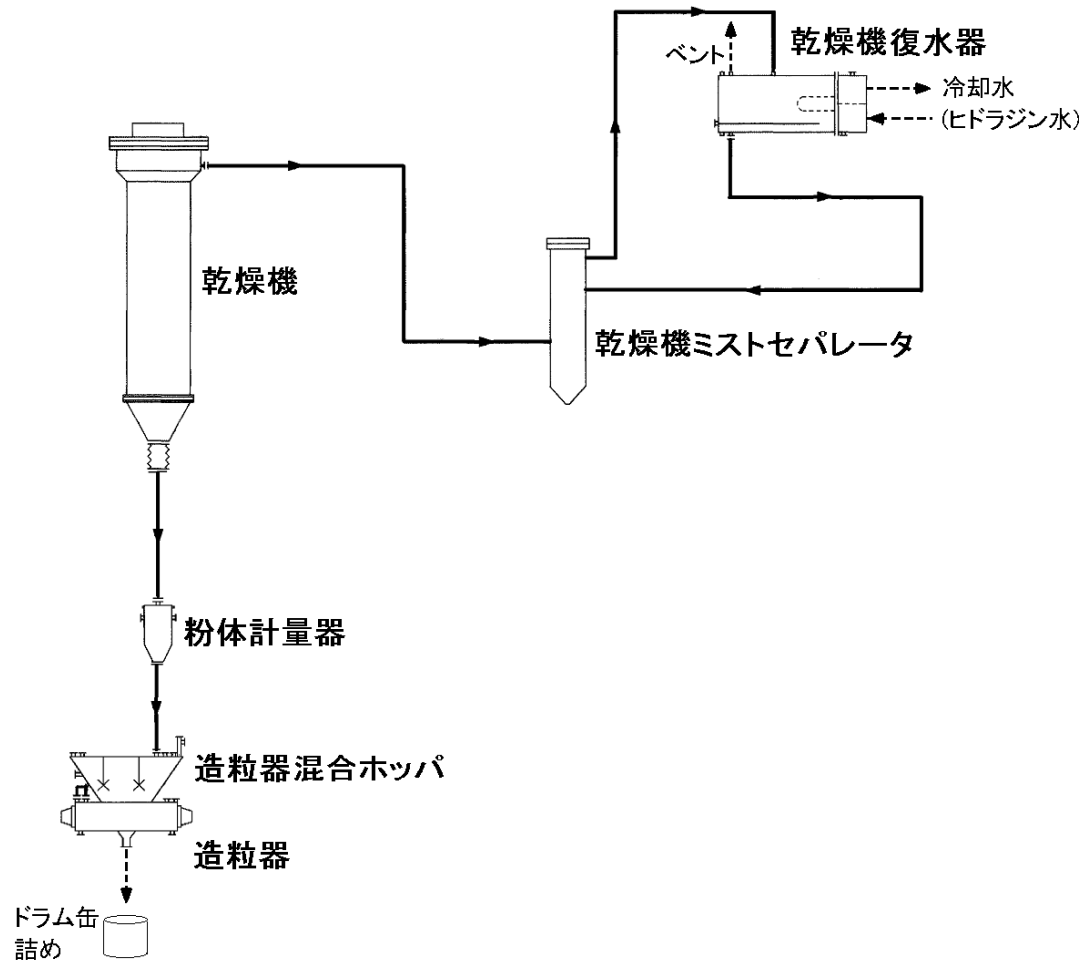 乾燥機復水器
ベント
冷却水
(ヒドラジン水)
乾燥機
乾燥機ミストセパレータ
粉体計量器
造粒器混合ホッパ
造粒器
ドラム缶
詰め